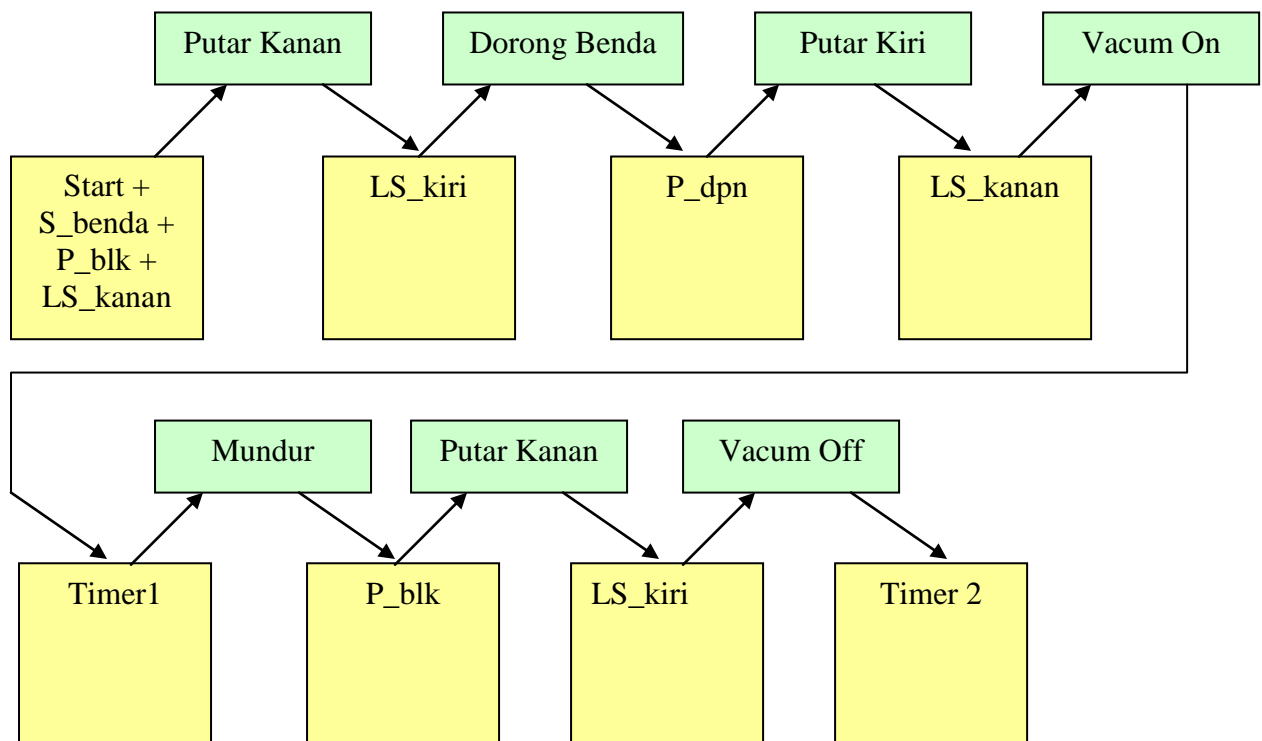 Putar Kanan
Dorong Benda
Putar Kiri
Vacum On
Start +
S_benda +
P_blk +
LS_kanan
LS_kiri
P_dpn
LS_kanan
Mundur
Putar Kanan
Vacum Off
Timer1
P_blk
LS_kiri
Timer 2